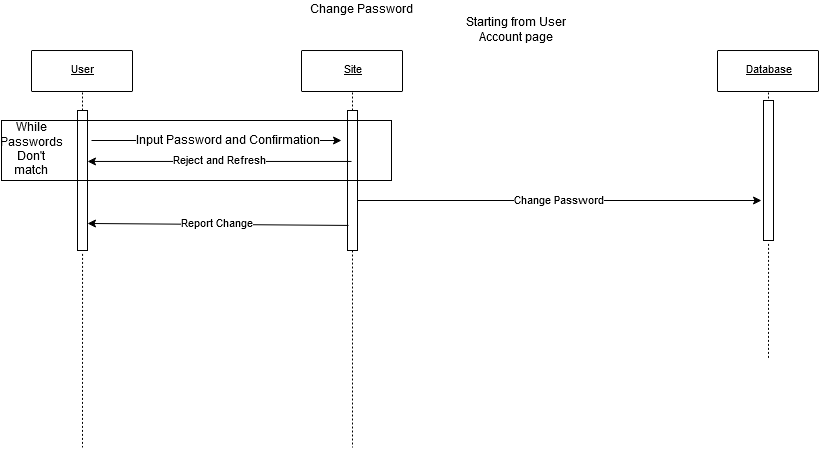 Change Password
Starting from User
Account page
User
Site
Database
While
Passwords
Don't
match
Input Password and Confirmation
Reject and Refresh
Change Password
Report Change